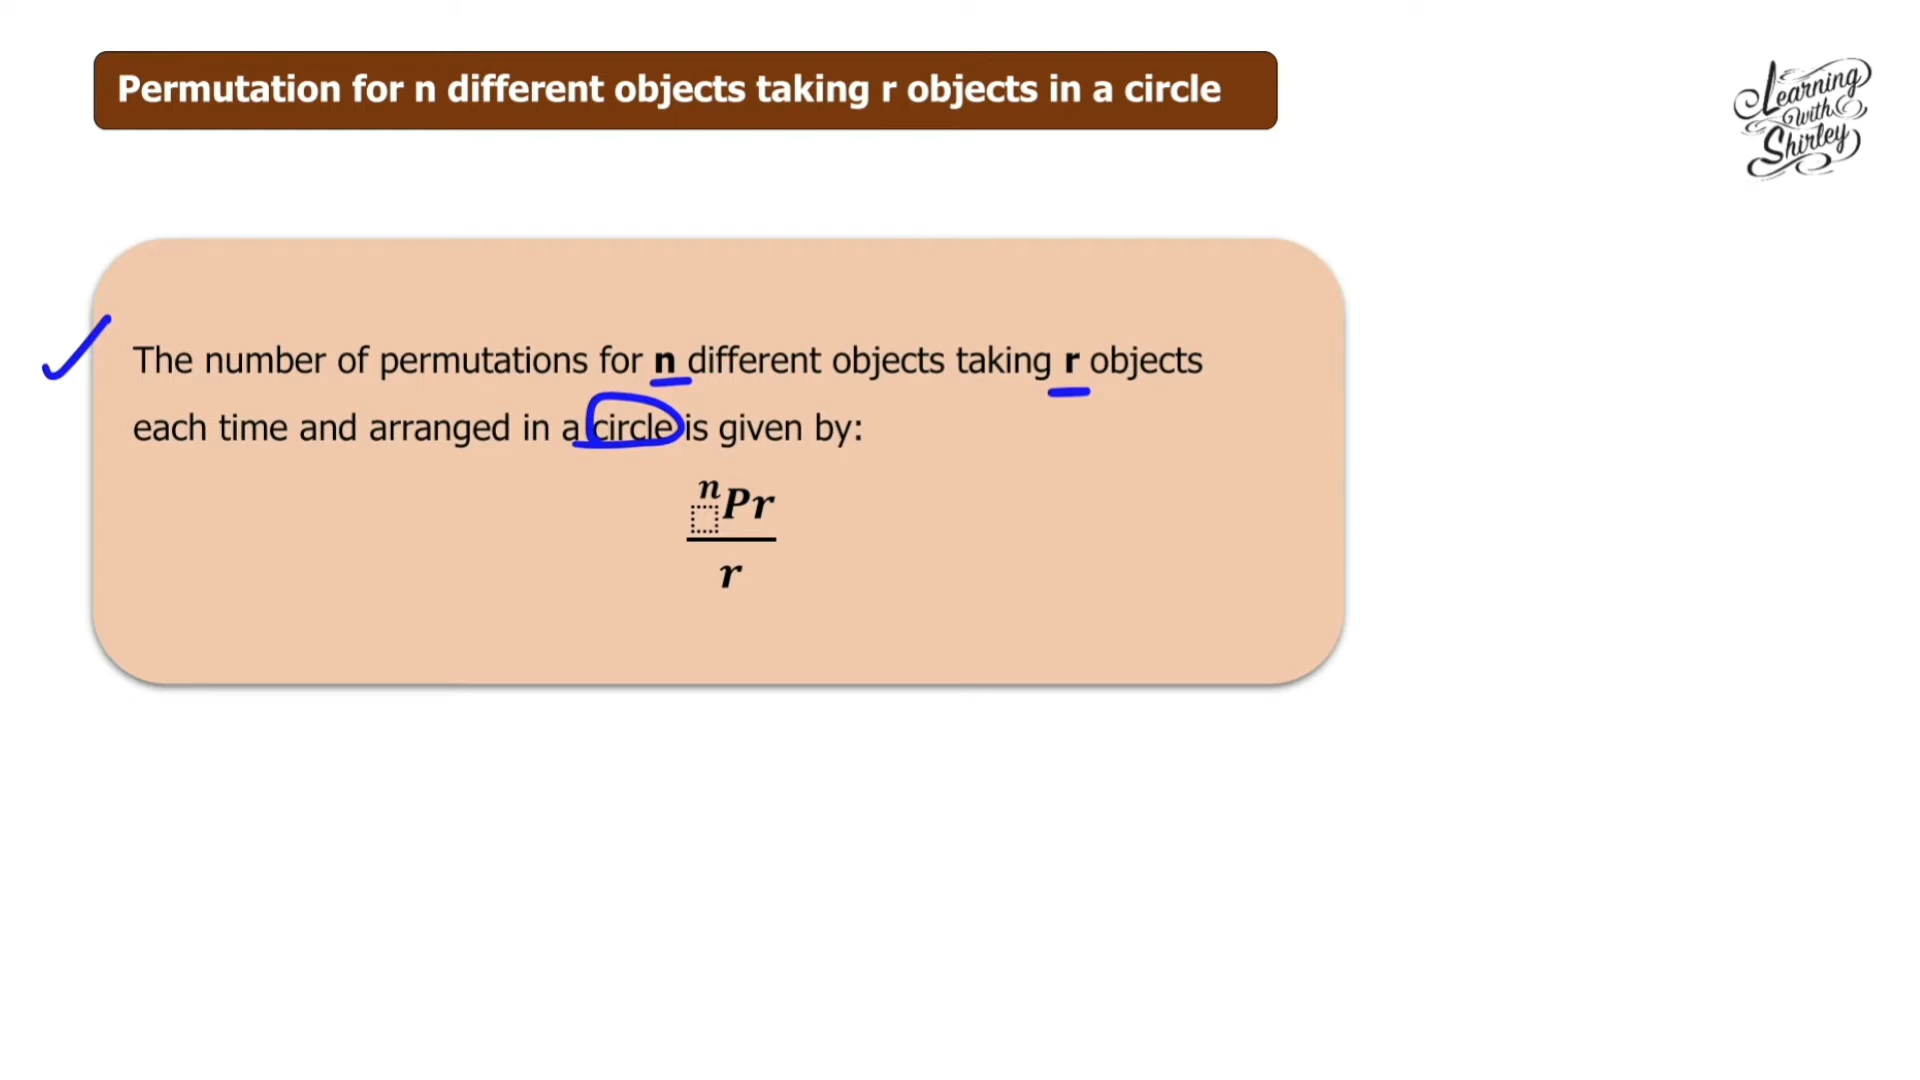 Permutation for n different objects taking r objects in a circle
Learning
with
Shirley
The number of permutations for n different objects taking r objects
each time and arranged in a circle is given by:
nPr
r